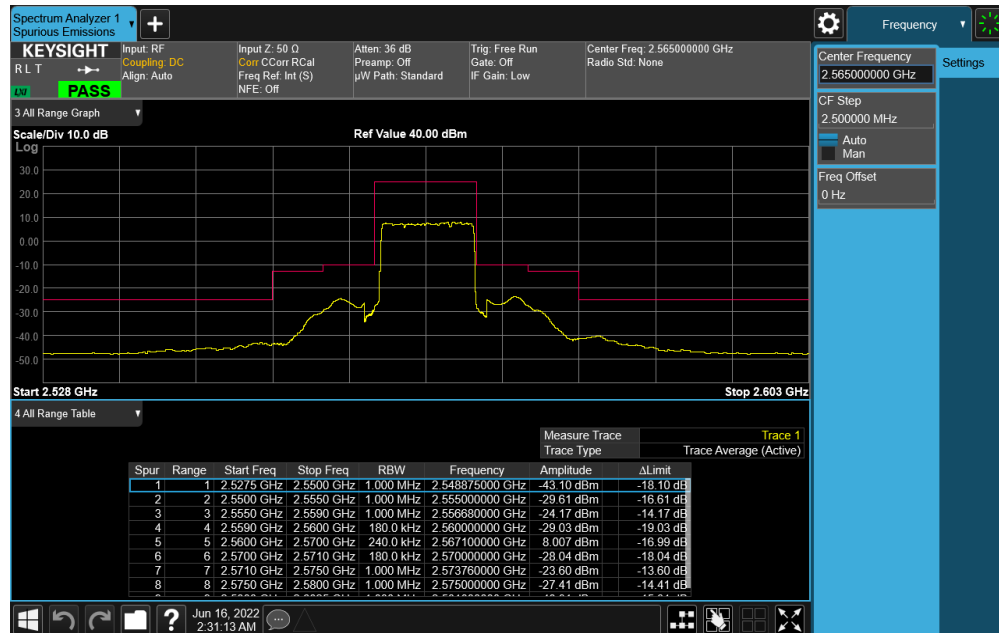 Spectrum Analyzer 1
Spurious Emissions
▼
+
Frequency ▼
KEYSIGHT
R L T
LXI
PASS
Input: RF
Coupling: DC
Align: Auto
Input Z: 50 Ω
Corr CCorr RCal
Freq Ref: Int (S)
NFE: Off
Atten: 36 dB
Preamp: Off
µW Path: Standard
Trig: Free Run
Gate: Off
IF Gain: Low
Center Freq: 2.565000000 GHz
Radio Std: None
Center Frequency
2.565000000 GHz
Settings
CF Step
2.500000 MHz
Auto
Man
Freq Offset
0 Hz
3 All Range Graph ▼
Scale/Div 10.0 dB Ref Value 40.00 dBm
Log
30.0
20.0
10.0
0.00
-10.0
-20.0
-30.0
-40.0
-50.0
Start 2.528 GHz Stop 2.603 GHz
4 All Range Table ▼
Measure Trace Trace 1
Trace Type Trace Average (Active)
Spur Range Start Freq Stop Freq RBW Frequency Amplitude ΔLimit
1 1 2.5275 GHz 2.5500 GHz 1.000 MHz 2.548875000 GHz -43.10 dBm -18.10 dB
2 2 2.5500 GHz 2.5550 GHz 1.000 MHz 2.555000000 GHz -29.61 dBm -16.61 dB
3 3 2.5550 GHz 2.5590 GHz 1.000 MHz 2.556680000 GHz -24.17 dBm -14.17 dB
4 4 2.5590 GHz 2.5600 GHz 180.0 kHz 2.560000000 GHz -29.03 dBm -19.03 dB
5 5 2.5600 GHz 2.5700 GHz 240.0 kHz 2.567100000 GHz 8.007 dBm -16.99 dB
6 6 2.5700 GHz 2.5710 GHz 180.0 kHz 2.570000000 GHz -28.04 dBm -18.04 dB
7 7 2.5710 GHz 2.5750 GHz 1.000 MHz 2.573760000 GHz -23.60 dBm -13.60 dB
8 8 2.5750 GHz 2.5800 GHz 1.000 MHz 2.575000000 GHz -27.41 dBm -14.41 dB
?
Jun 16, 2022
2:31:13 AM